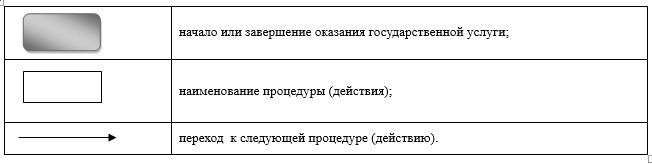 начало или завершение оказания государственной услуги;
наименование процедуры (действия);
переход к следующей процедуре (действию).